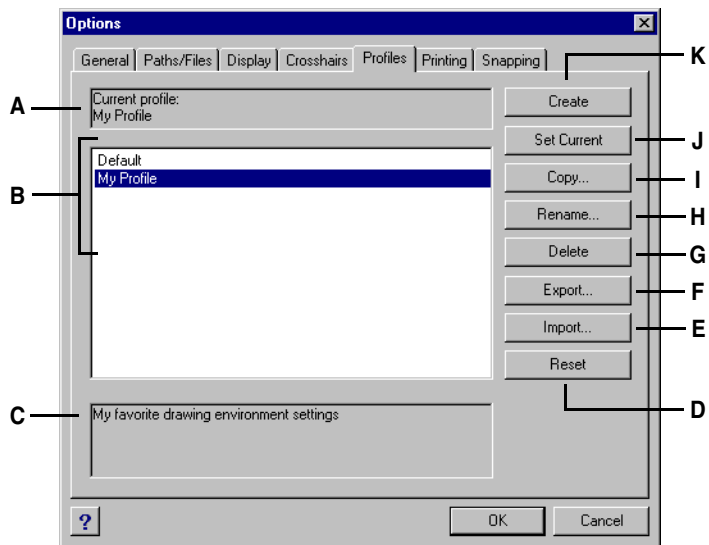 Options
General Paths/Files Display Crosshairs Profiles Printing Snapping
K
A
Current profile:
My Profile
Create
B
Default
My Profile
Set Current
J
Copy...
I
Rename...
H
Delete
G
Export...
F
Import...
E
Reset
D
C
My favorite drawing environment settings
?
OK
Cancel